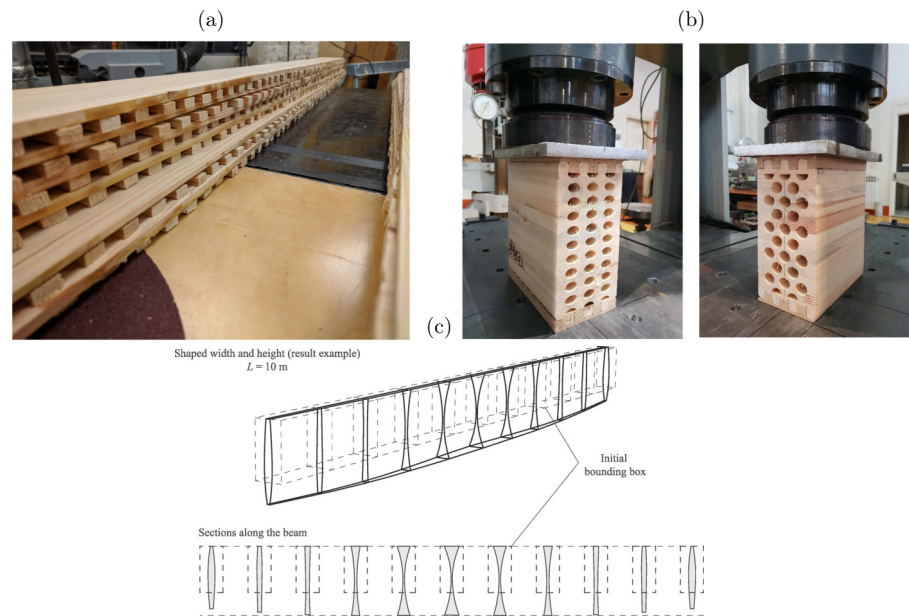 (a)
(b)
(c)
Shaped width and height (result example)
L = 10 m
Initial
bounding box
Sections along the beam